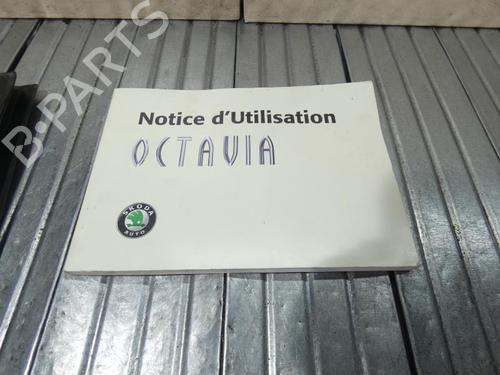 B-PARTS
Notice d'Utilisation
OCTAVIA
SKODA
AUTO